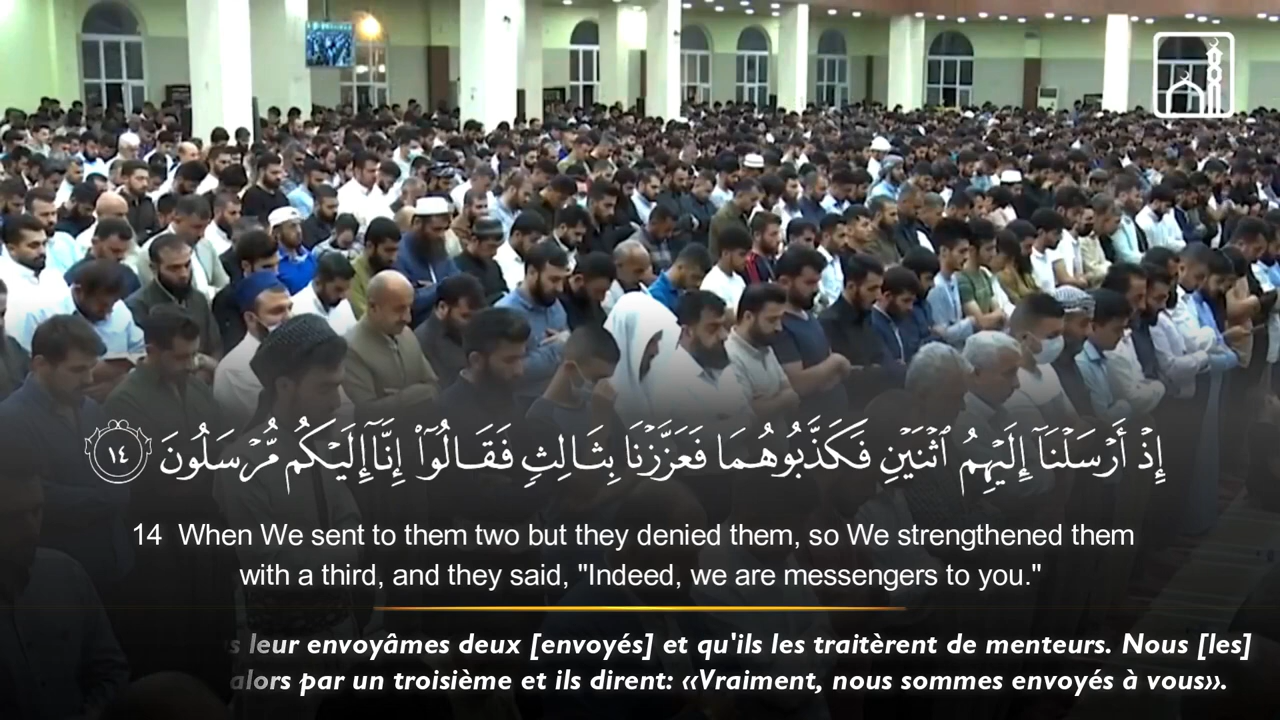 إِذْ أَرْسَلْنَآ إِلَيْهِمُ ٱثْنَيْنِ فَكَذَّبُوهُمَا فَعَزَّزْنَا بِثَالِثٍ فَقَالُوٓا۟ إِنَّآ إِلَيْكُم مُّرْسَلُونَ ١٤
14 When We sent to them two but they denied them, so We strengthened them
with a third, and they said, "Indeed, we are messengers to you."
leur envoyâmes deux [envoyés] et qu'ils les traitèrent de menteurs. Nous [les]
alors par un troisième et ils dirent: «Vraiment, nous sommes envoyés à vous».